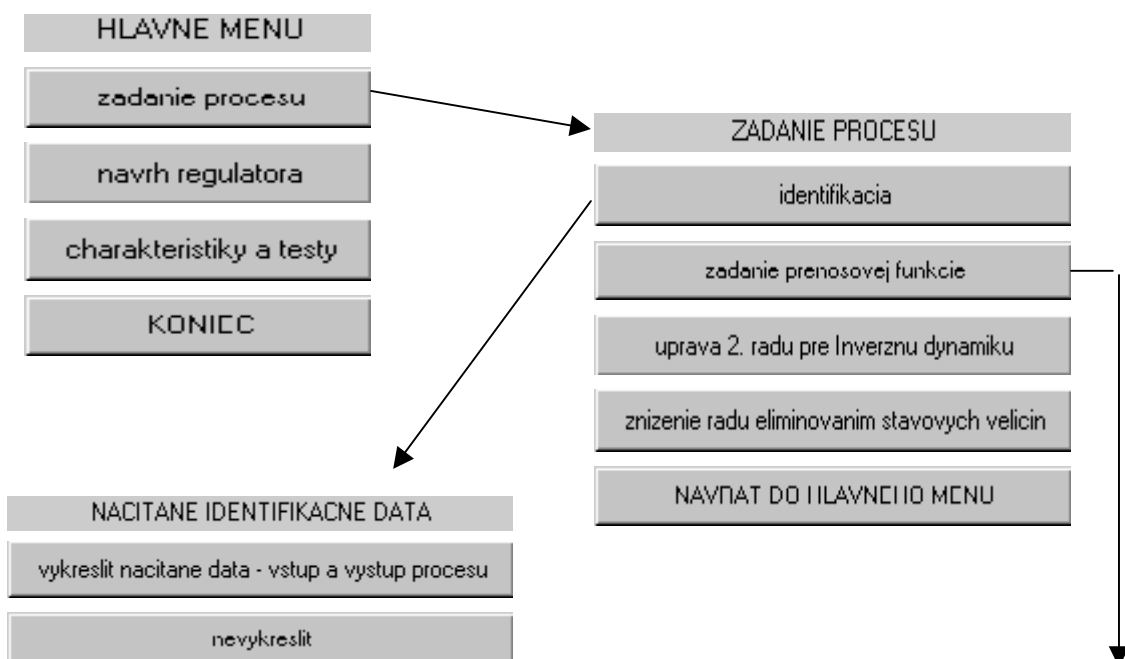 HLAVNE MENU
zadanie procesu
navrh regulatora
charakteristiky a testy
KONIEC
ZADANIE PROCESU
identifikacia
zadanie prenosovej funkcie
uprava 2. radu pre Inverznu dynamiku
znizenie radu eliminovanim stavovych velicin
NAVRAT DO HLAVNEHO MENU
NACITANE IDENTIFIKACNE DATA
vykreslit nacitane data - vstup a vystup procesu
nevykreslit